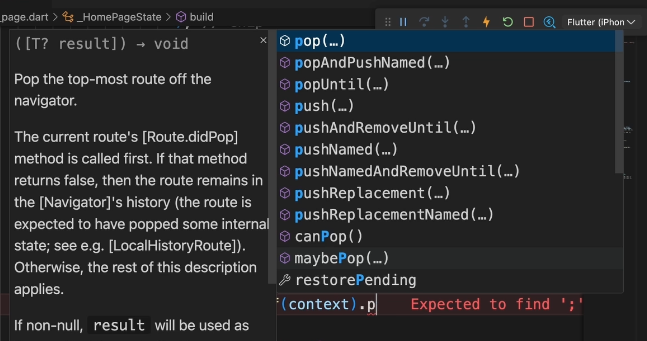 _page.dart > _HomePageState > build
Flutter (iPhon
([T? result]) → void
Pop the top-most route off the
navigator.
The current route's [Route.didPop]
method is called first. If that method
returns false, then the route remains in
the [Navigator]'s history (the route is
expected to have popped some internal
state; see e.g. [LocalHistoryRoute]).
Otherwise, the rest of this description
applies.
If non-null, result will be used as
pop(…)
popAndPushNamed(…)
popUntil(…)
push(…)
pushAndRemoveUntil(…)
pushNamed(…)
pushNamedAndRemoveUntil(…)
pushReplacement(…)
pushReplacementNamed(…)
canPop()
maybePop(…)
restorePending
f(context).p Expected to find ';'